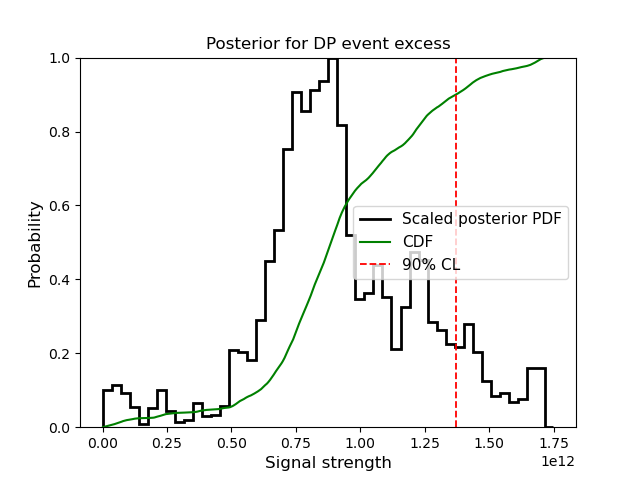 Posterior for DP event excess
Probability
1.0
0.8
0.6
0.4
0.2
0.0
Scaled posterior PDF
CDF
90% CL
0.00 0.25 0.50 0.75 1.00 1.25 1.50 1.75
1e12
Signal strength